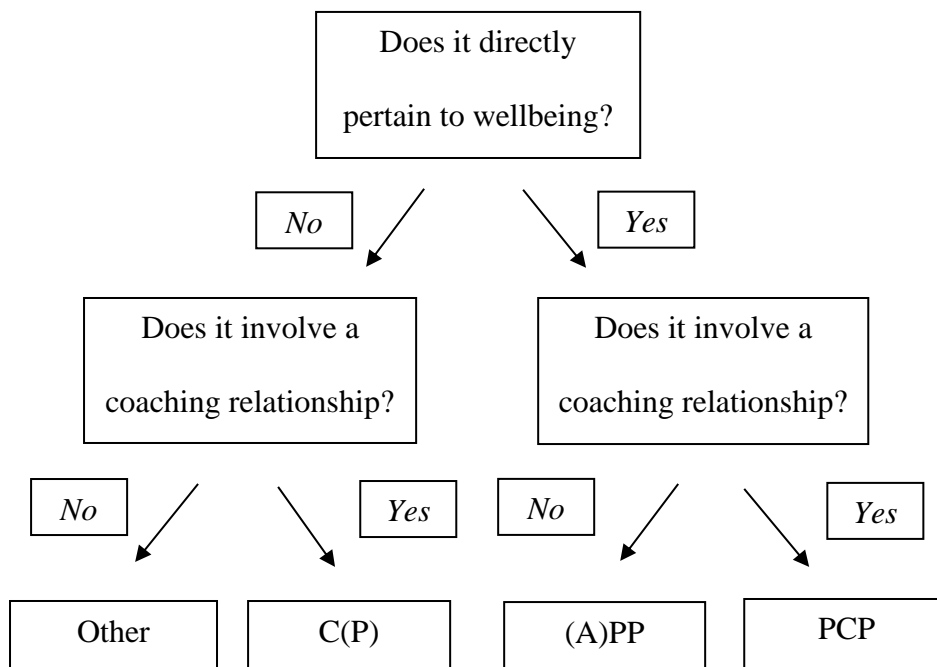 Does it directly
pertain to wellbeing?
No
Yes
Does it involve a
coaching relationship?
Does it involve a
coaching relationship?
No
Yes
No
Yes
Other
C(P)
(A)PP
PCP